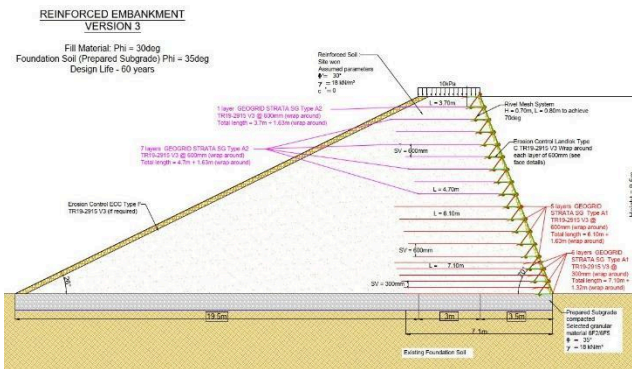 REINFORCED EMBANKMENT
VERSION 3
Fill Material: Phi = 30deg
Foundation Soil (Prepared Subgrade) Phi = 35deg
Design Life - 60 years
Reinforced Soil
Site won
Assumed parameters
Φ = 30°
γ = 18 kN/m³
c' = 0
10kPa
L = 3.70m
Rivel Mesh System
H = 0.70m, L = 0.80m to achieve
70deg
1 layer GEOGRID STRATA SG Type A2
TR19-2915 V3 @ 600mm (wrap around)
Total length = 3.7m + 1.63m (wrap around)
7 layers GEOGRID STRATA SG Type A2
TR19-2915 V3 @ 600mm (wrap around)
Total length = 4.7m + 1.63m (wrap around)
SV = 600mm
Erosion Control Landlok Type
C TR19-2915 V3 Wrap around
each layer of 600mm (see
face details)
L = 4.70m
Erosion Control ECC Type F
TR19-2915 V3 (if required)
L = 6.10m
5 layers GEOGRID
STRATA SG Type A1
TR19-2915 V3 @
600mm (wrap around)
Total length = 6.10m +
1.63m (wrap around)
SV = 600mm
L = 7.10m
6 layers GEOGRID
STRATA SG Type A1
TR19-2915 V3 @
300mm (wrap around)
Total length = 7.10m +
1.32m (wrap around)
SV = 300mm
70°
26°
19.5m
3m
3.5m
7.1m
Existing Foundation Soil
Prepared Subgrade
compacted
Selected granular
material 6F2/6F5
Φ = 35°
γ = 18 kN/m³